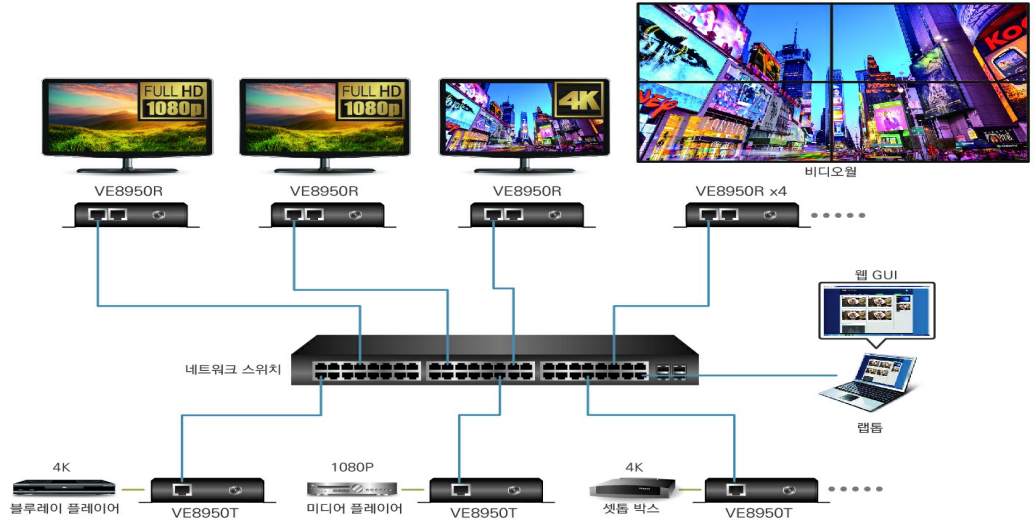 FULL HD
1080p
FULL HD
1080p
4K
비디오월
VE8950R
VE8950R
VE8950R
VE8950R x4
웹 GUI
네트워크 스위치
랩톱
4K
1080P
4K
블루레이 플레이어
VE8950T
미디어 플레이어
VE8950T
셋톱 박스
VE8950T